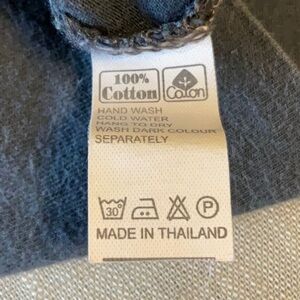 100%
Cotton
Cotton
HAND WASH
COLD WATER
HANG TO DRY
WASH DARK COLOUR
SEPARATELY
30°
P
MADE IN THAILAND